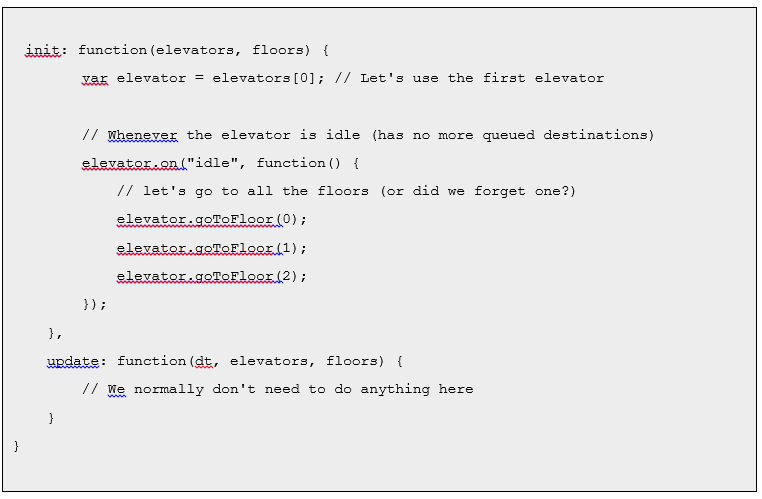 init: function(elevators, floors) {
var elevator = elevators[0]; // Let's use the first elevator
// Whenever the elevator is idle (has no more queued destinations)
elevator.on("idle", function() {
// let's go to all the floors (or did we forget one?)
elevator.goToFloor(0);
elevator.goToFloor(1);
elevator.goToFloor(2);
});
},
update: function(dt, elevators, floors) {
// We normally don't need to do anything here
}
}